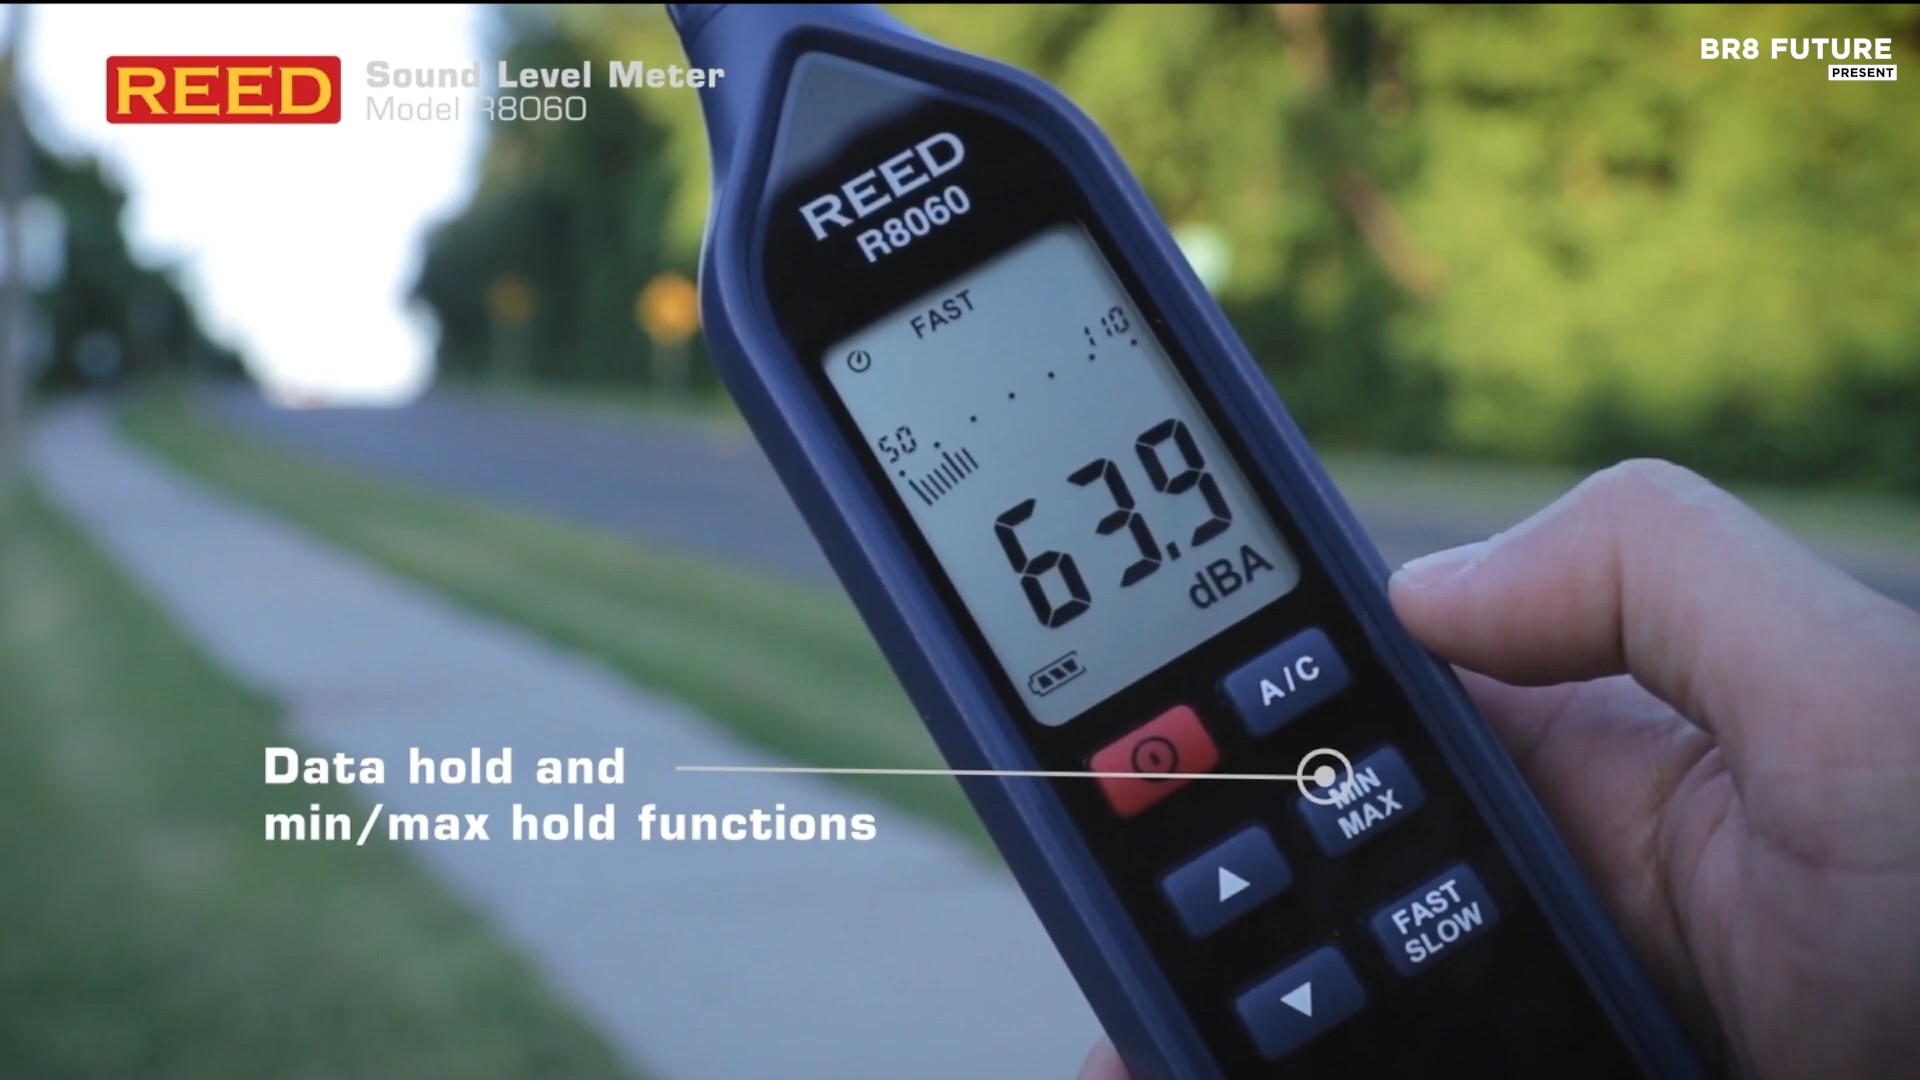 REED
Sound Level Meter
Model R8060
BR8 FUTURE
PRESENT
REED
R8060
FAST
110
50
63.9
dBA
A/C
Data hold and
min/max hold functions
MIN
MAX
FAST
SLOW